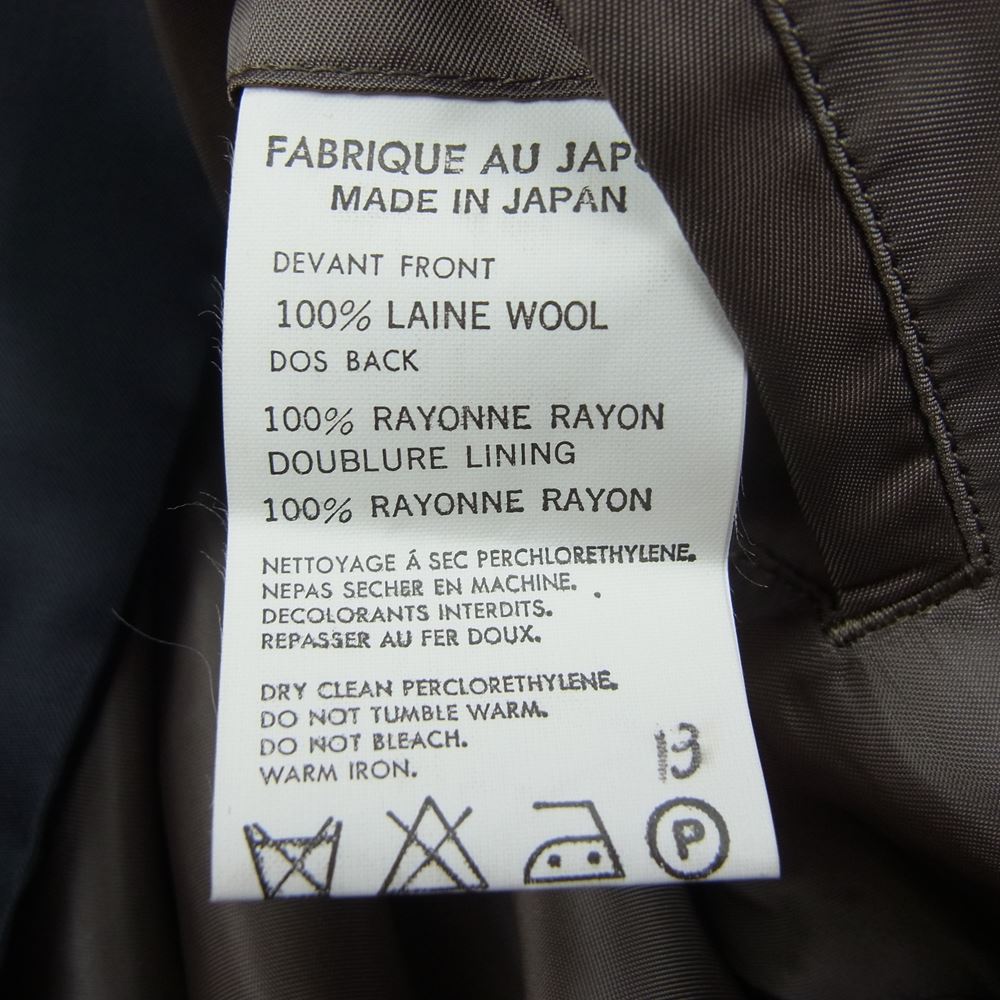 FABRIQUE AU JAPO
MADE IN JAPAN
DEVANT FRONT
100% LAINE WOOL
DOS BACK
100% RAYONNE RAYON
DOUBLURE LINING
100% RAYONNE RAYON
NETTOYAGE Á SEC PERCHLORETHYLENE.
NEPAS SECHER EN MACHINE.
DECOLORANTS INTERDITS.
REPASSER AU FER DOUX.
DRY CLEAN PERCLORETHYLENE.
DO NOT TUMBLE WARM.
DO NOT BLEACH.
WARM IRON.
13
P